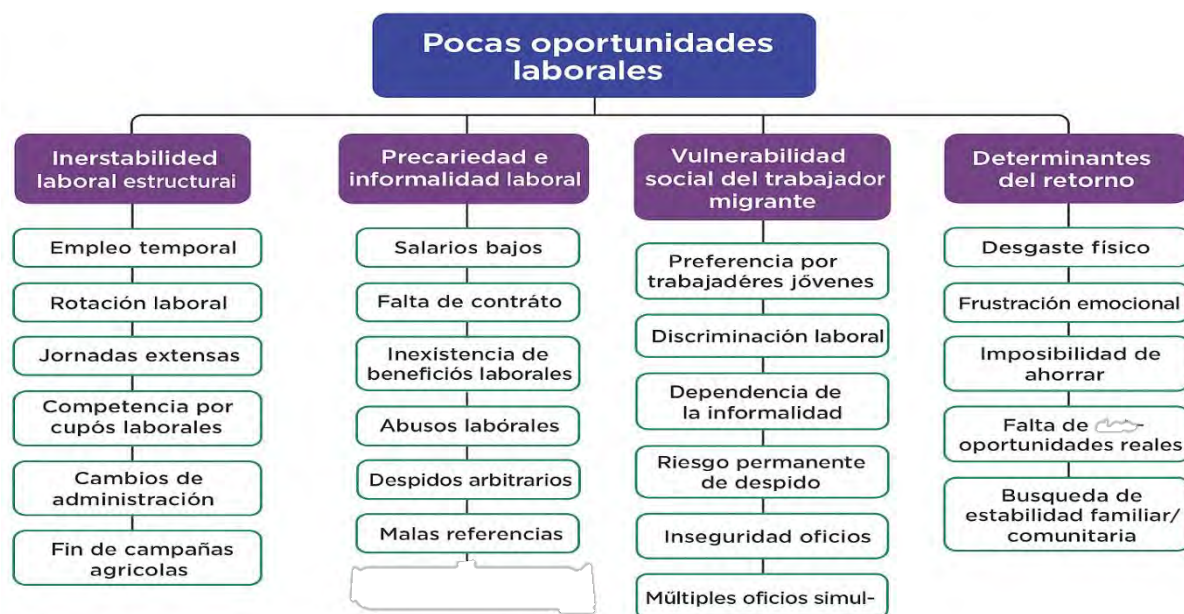 Pocas oportunidades
laborales
Inerstabilidad
laboral estructurai
Empleo temporal
Rotación laboral
Jornadas extensas
Competencia por
cupós laborales
Cambios de
administración
Fin de campañas
agricolas
Precariedad e
informalidad laboral
Salarios bajos
Falta de contráto
Inexistencia de
beneficiós laborales
Abusos labórales
Despidos arbitrarios
Malas referencias
Vulnerabilidad
social del trabajador
migrante
Preferencia por
trabajadéres jővenes
Discriminación laboral
Dependencia de
la informalidad
Riesgo permanente
de despido
Inseguridad oficios
Múltiples oficios simul-
Determinantes
del retorno
Desgaste físico
Frustración emocional
Imposibilidad de
ahorrar
Falta de
oportunidades reales
Busqueda de
estabilidad familiar/
comunitaria